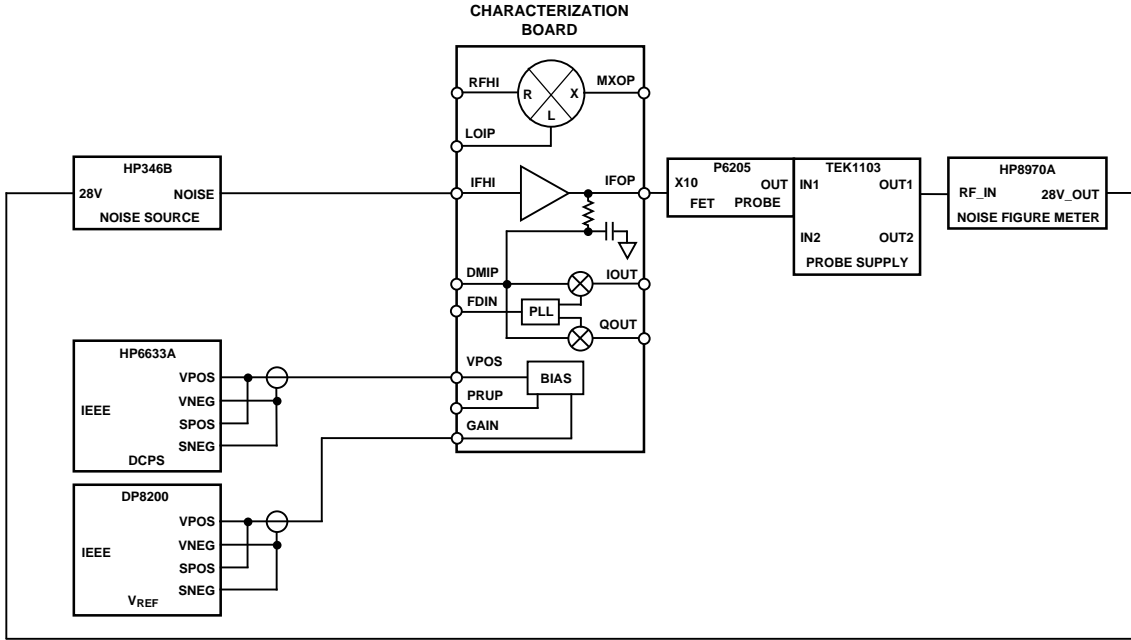 CHARACTERIZATION
BOARD
RFHI
MXOP
R
X
L
LOIP
HP346B
28V
NOISE
NOISE SOURCE
IFHI
IFOP
P6205
X10
OUT
FET
PROBE
TEK1103
IN1
OUT1
IN2
OUT2
PROBE SUPPLY
HP8970A
RF_IN
28V_OUT
NOISE FIGURE METER
DMIP
IOUT
FDIN
PLL
QOUT
HP6633A
VPOS
IEEE
VNEG
SPOS
SNEG
DCPS
VPOS
BIAS
PRUP
GAIN
DP8200
VPOS
IEEE
VNEG
SPOS
SNEG
VREF